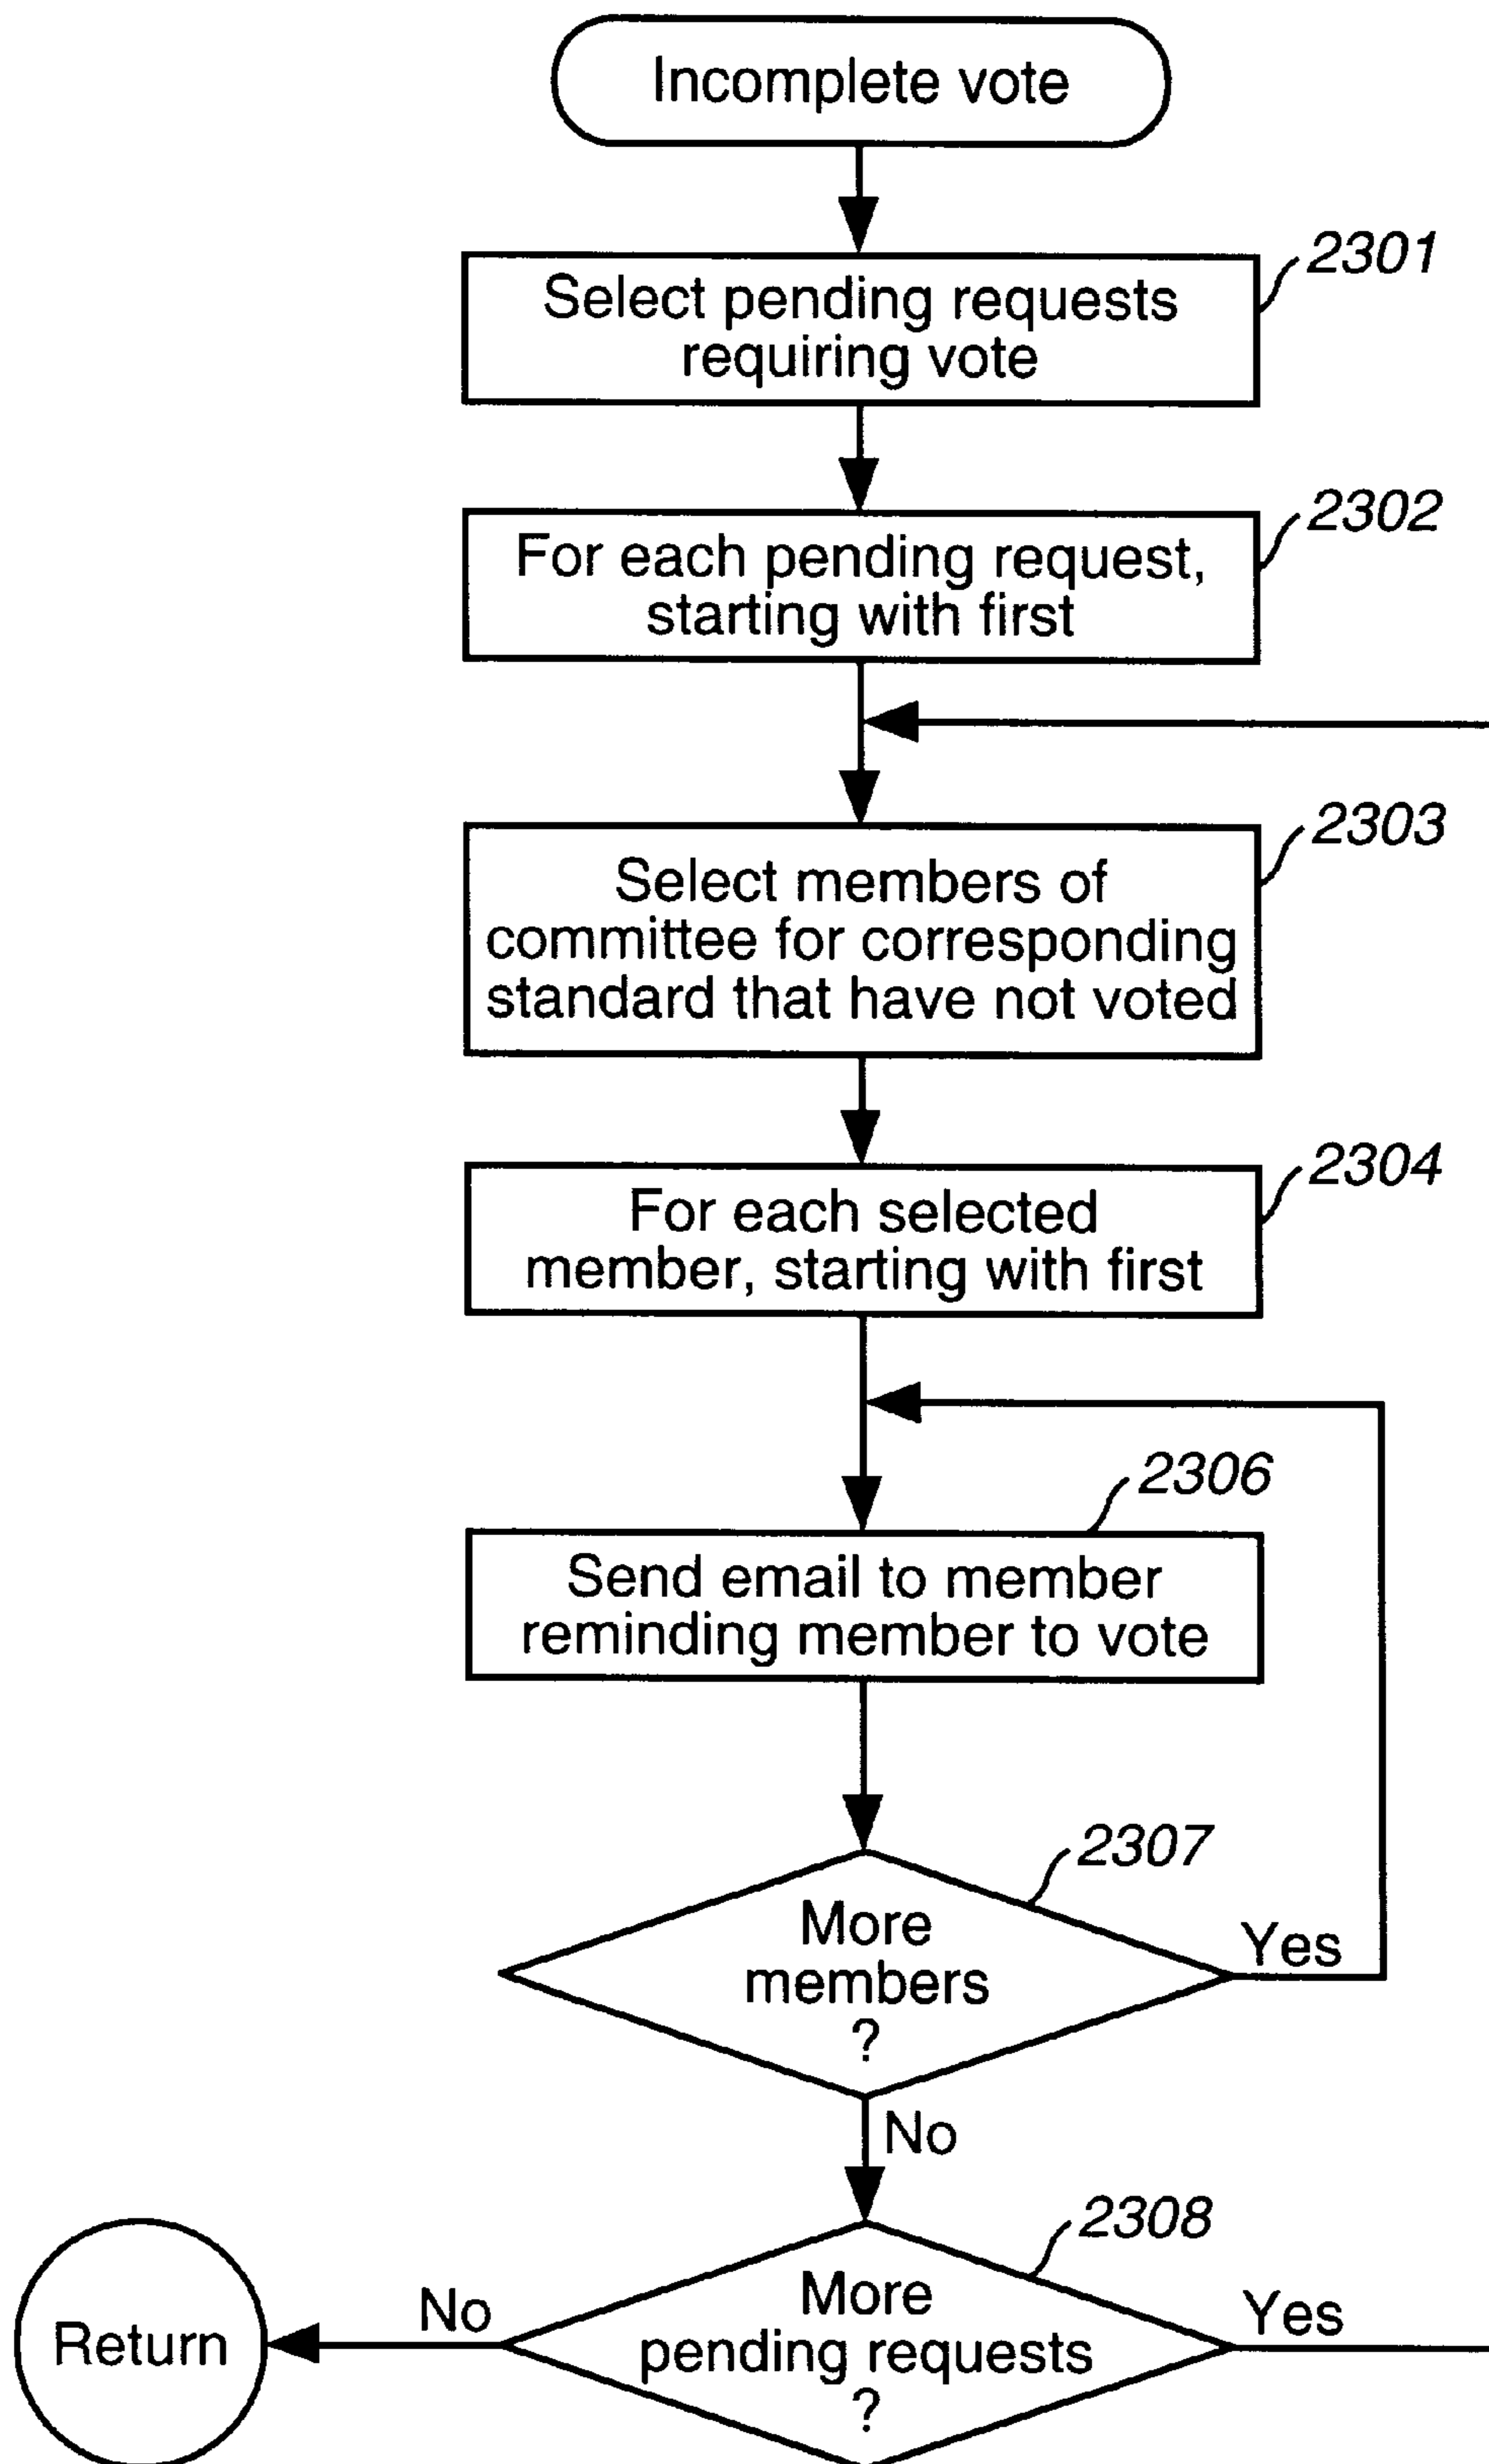 Incomplete vote
2301
Select pending requests
requiring vote
2302
For each pending request,
starting with first
2303
Select members of
committee for corresponding
standard that have not voted
2304
For each selected
member, starting with first
2306
Send email to member
reminding member to vote
2307
More
members
?
Yes
No
2308
More
pending requests
?
Yes
No
Return